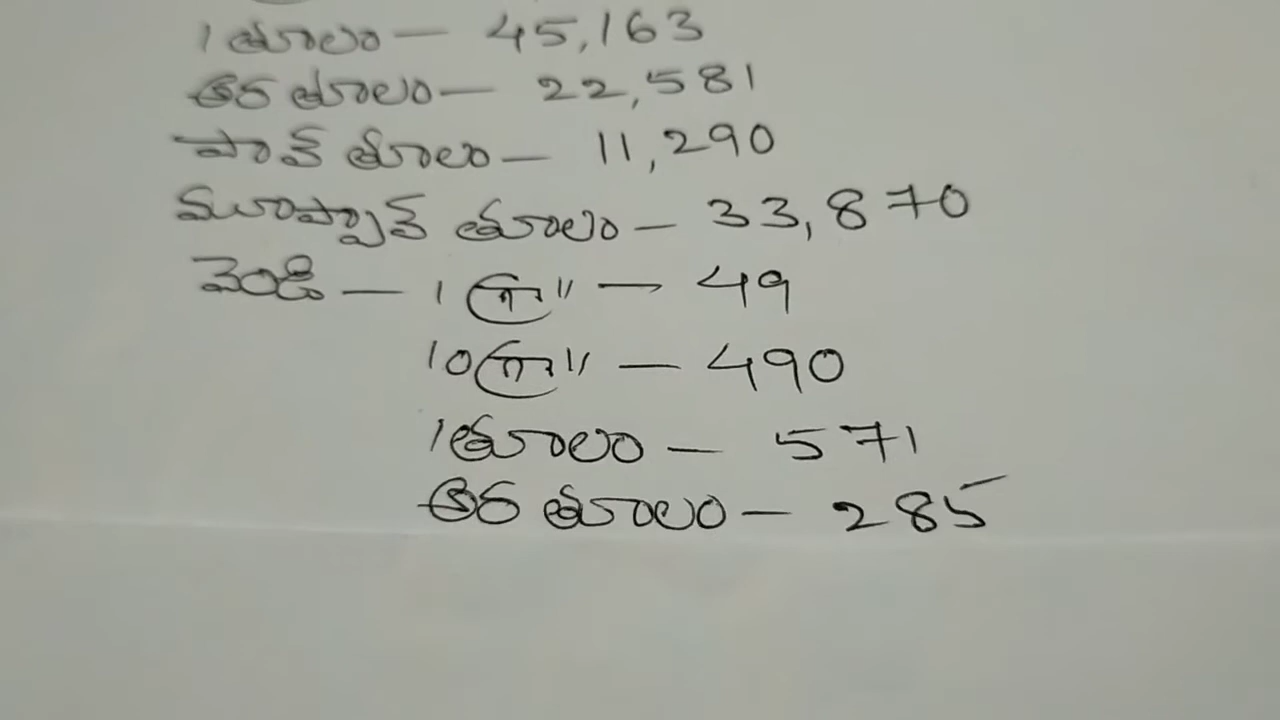 1 తులం — 45,163
అర తులం — 22,581
పావ్ తులం — 11,290
ముప్పావ్ తులం — 33,870
వెండి — 1 గ్రా" — 49
10 గ్రా" — 490
1 తులం — 571
అర తులం — 285